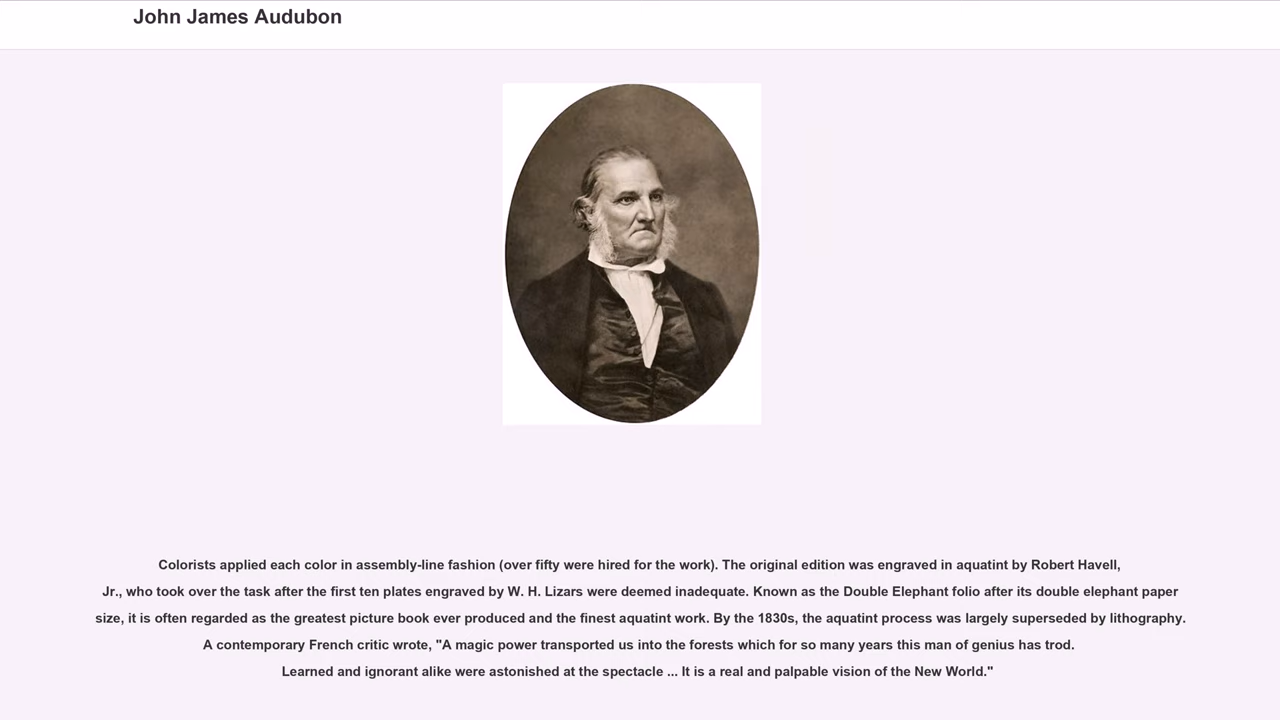 John James Audubon
Colorists applied each color in assembly-line fashion (over fifty were hired for the work). The original edition was engraved in aquatint by Robert Havell,
Jr., who took over the task after the first ten plates engraved by W. H. Lizars were deemed inadequate. Known as the Double Elephant folio after its double elephant paper
size, it is often regarded as the greatest picture book ever produced and the finest aquatint work. By the 1830s, the aquatint process was largely superseded by lithography.
A contemporary French critic wrote, "A magic power transported us into the forests which for so many years this man of genius has trod.
Learned and ignorant alike were astonished at the spectacle ... It is a real and palpable vision of the New World."